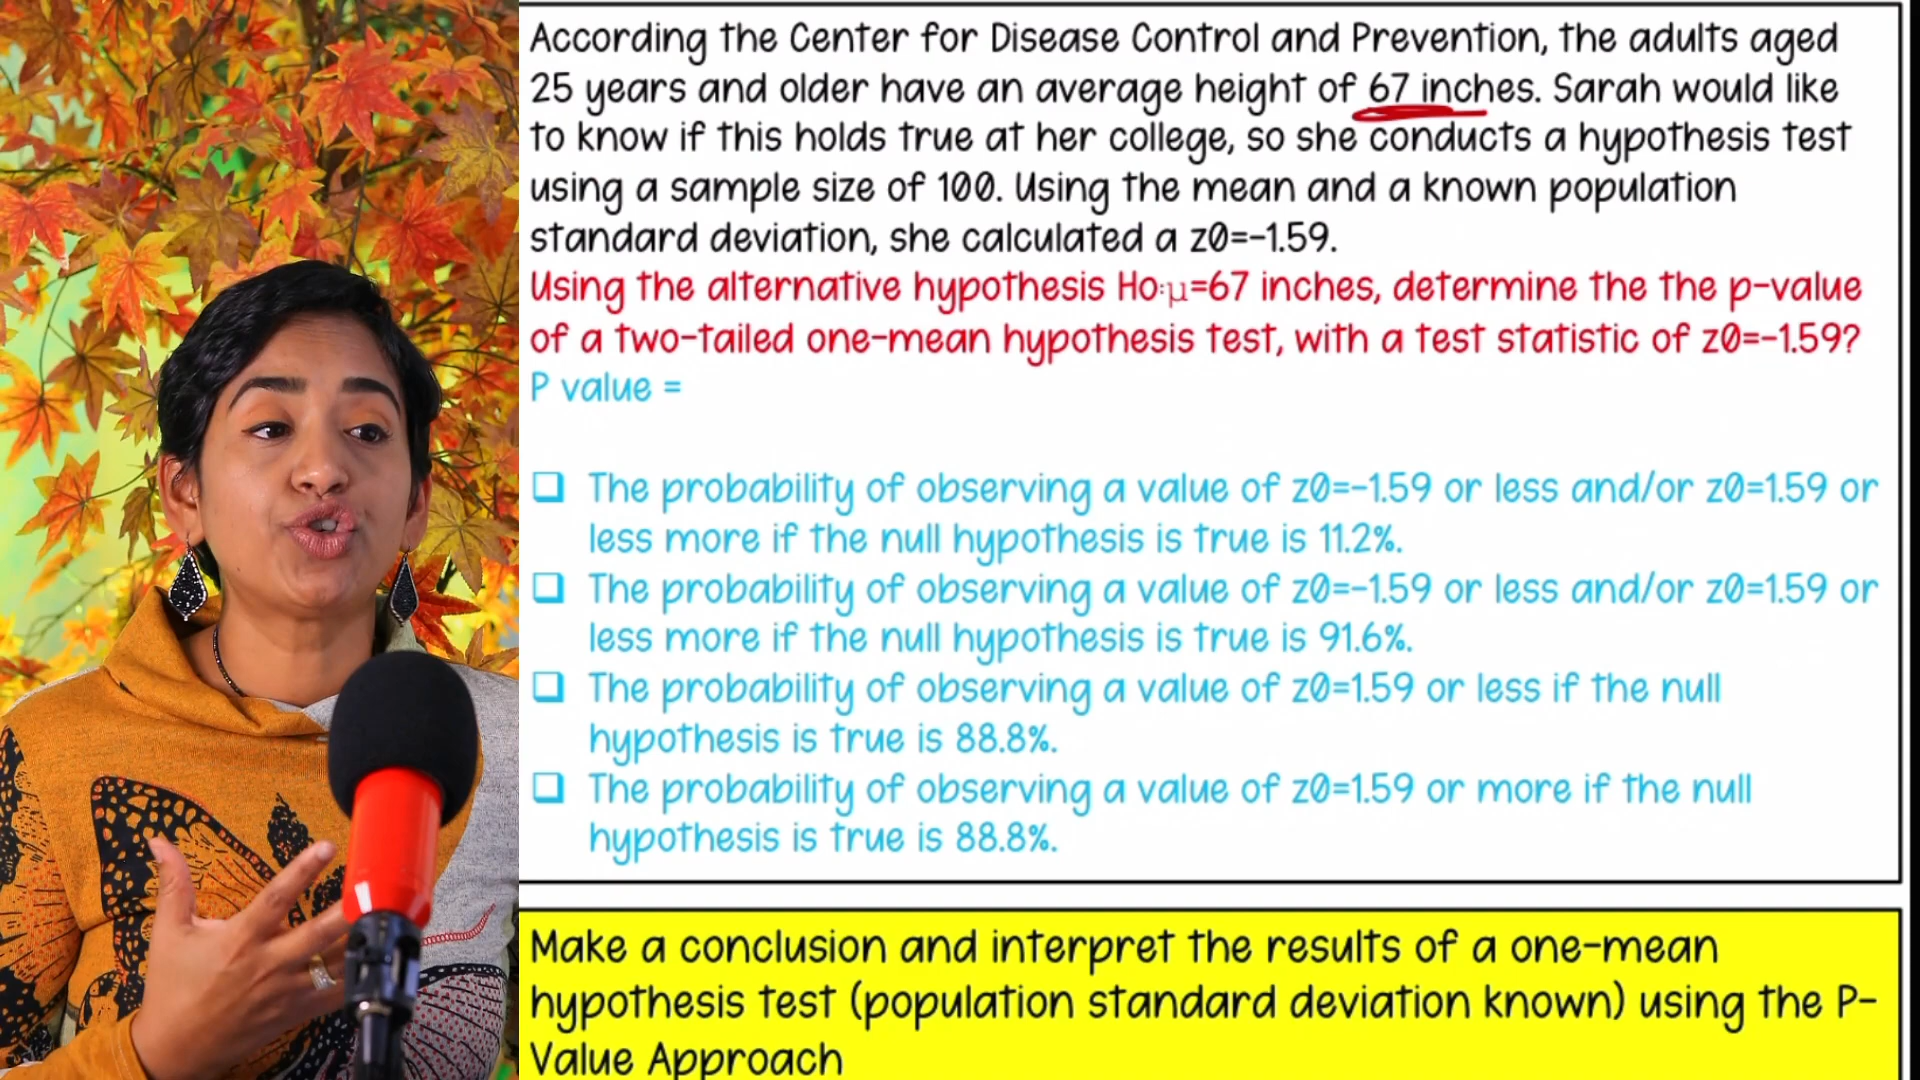 According the Center for Disease Control and Prevention, the adults aged
25 years and older have an average height of 67 inches. Sarah would like
to know if this holds true at her college, so she conducts a hypothesis test
using a sample size of 100. Using the mean and a known population
standard deviation, she calculated a z0=-1.59.
Using the alternative hypothesis Ho:μ=67 inches, determine the the p-value
of a two-tailed one-mean hypothesis test, with a test statistic of z0=-1.59?
P value =
❑ The probability of observing a value of z0=-1.59 or less and/or z0=1.59 or
less more if the null hypothesis is true is 11.2%.
❑ The probability of observing a value of z0=-1.59 or less and/or z0=1.59 or
less more if the null hypothesis is true is 91.6%.
❑ The probability of observing a value of z0=1.59 or less if the null
hypothesis is true is 88.8%.
❑ The probability of observing a value of z0=1.59 or more if the null
hypothesis is true is 88.8%.
Make a conclusion and interpret the results of a one-mean
hypothesis test (population standard deviation known) using the P-
Value Approach